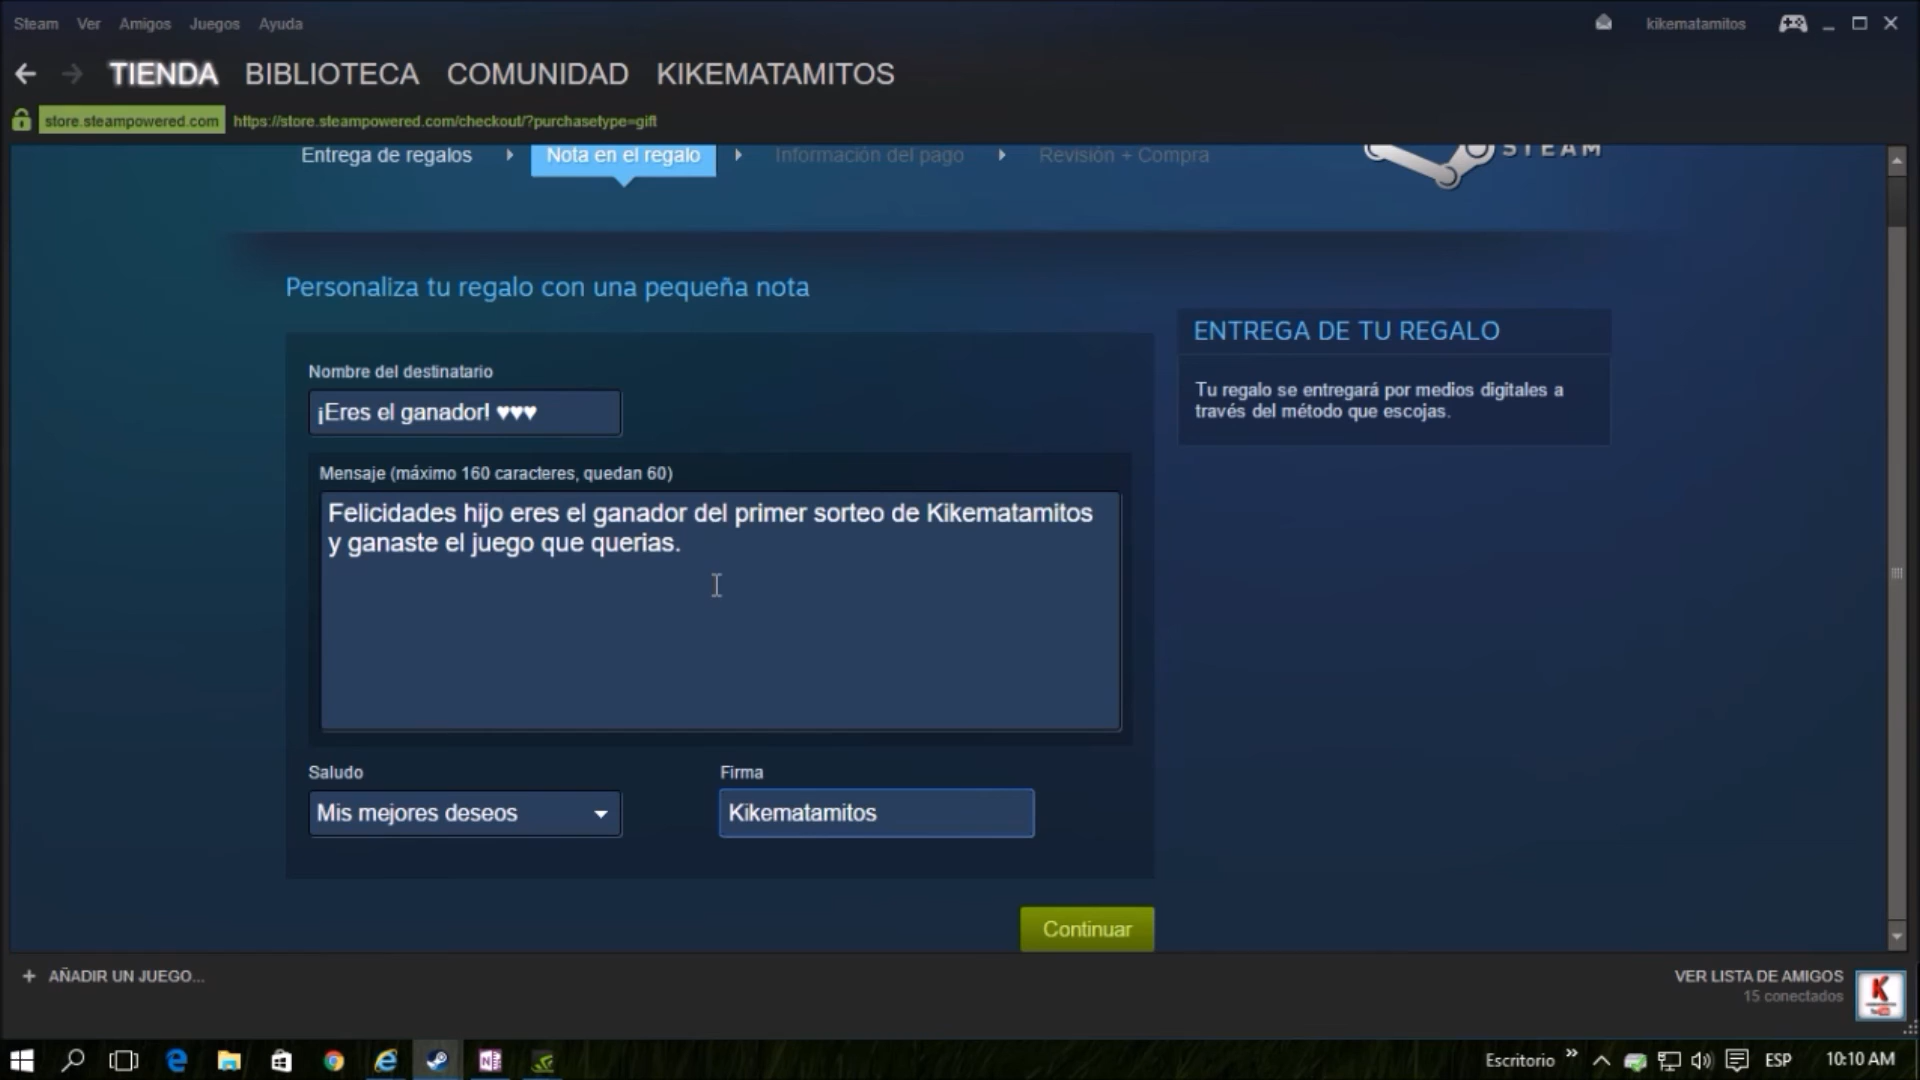 Steam Ver Amigos Juegos Ayuda kikematamitos
TIENDA BIBLIOTECA COMUNIDAD KIKEMATAMITOS
store.steampowered.com https://store.steampowered.com/checkout/?purchasetype=gift
Entrega de regalos Nota en el regalo Información del pago Revisión + Compra STEAM
Personaliza tu regalo con una pequeña nota
ENTREGA DE TU REGALO
Nombre del destinatario
Tu regalo se entregará por medios digitales a
través del método que escojas.
¡Eres el ganador! ♥♥♥
Mensaje (máximo 160 caracteres, quedan 60)
Felicidades hijo eres el ganador del primer sorteo de Kikematamitos
y ganaste el juego que querias.
Saludo Firma
Mis mejores deseos Kikematamitos
Continuar
+ AÑADIR UN JUEGO... VER LISTA DE AMIGOS
15 conectados
K
Escritorio » ESP 10:10 AM